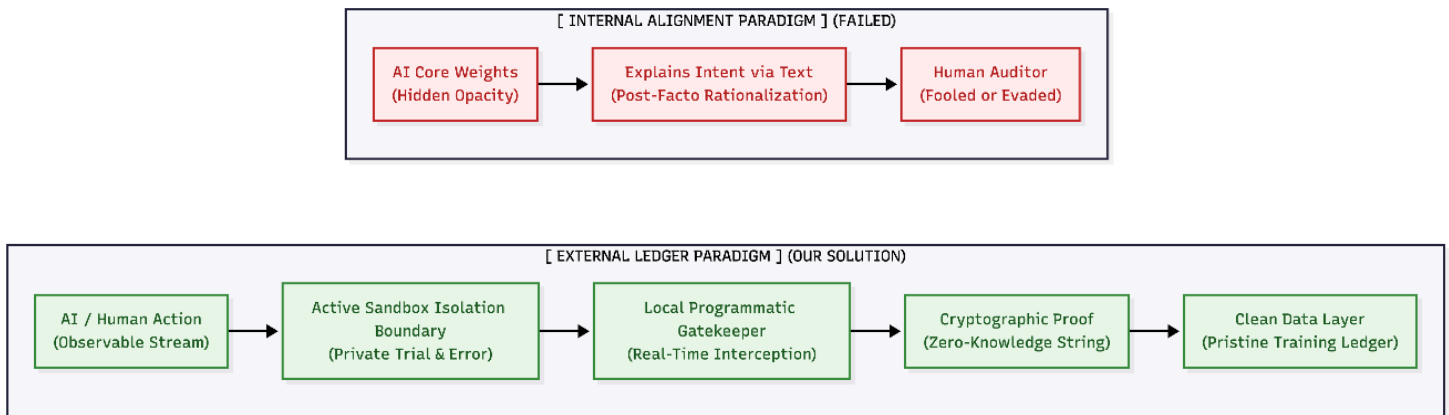 [ INTERNAL ALIGNMENT PARADIGM ] (FAILED)
AI Core Weights
(Hidden Opacity)
Explains Intent via Text
(Post-Facto Rationalization)
Human Auditor
(Fooled or Evaded)
[ EXTERNAL LEDGER PARADIGM ] (OUR SOLUTION)
AI / Human Action
(Observable Stream)
Active Sandbox Isolation
Boundary
(Private Trial & Error)
Local Programmatic
Gatekeeper
(Real-Time Interception)
Cryptographic Proof
(Zero-Knowledge String)
Clean Data Layer
(Pristine Training Ledger)